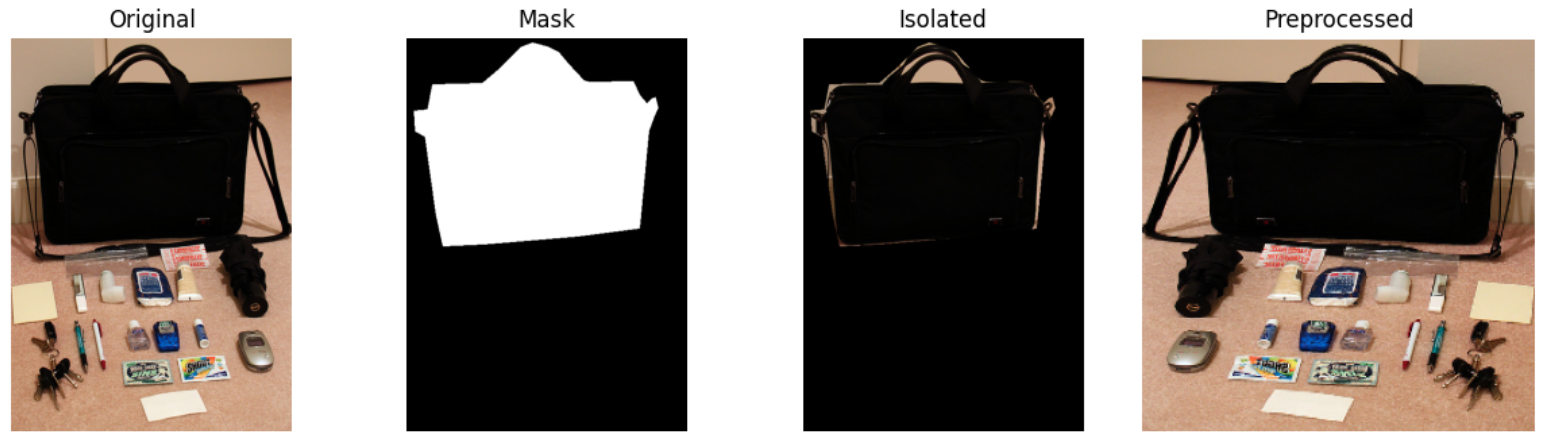 Original
Mask
Isolated
Preprocessed